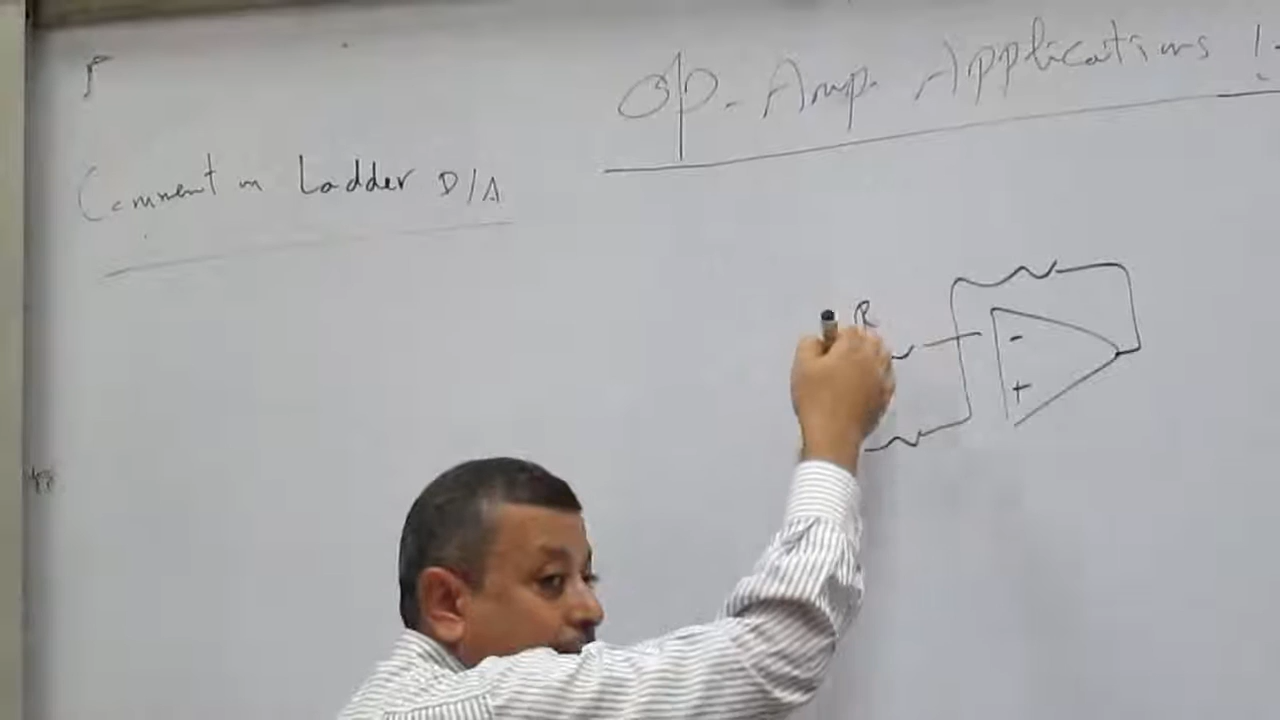 Op-Amp. Applications :-
Comment on Ladder D/A
R
-
+